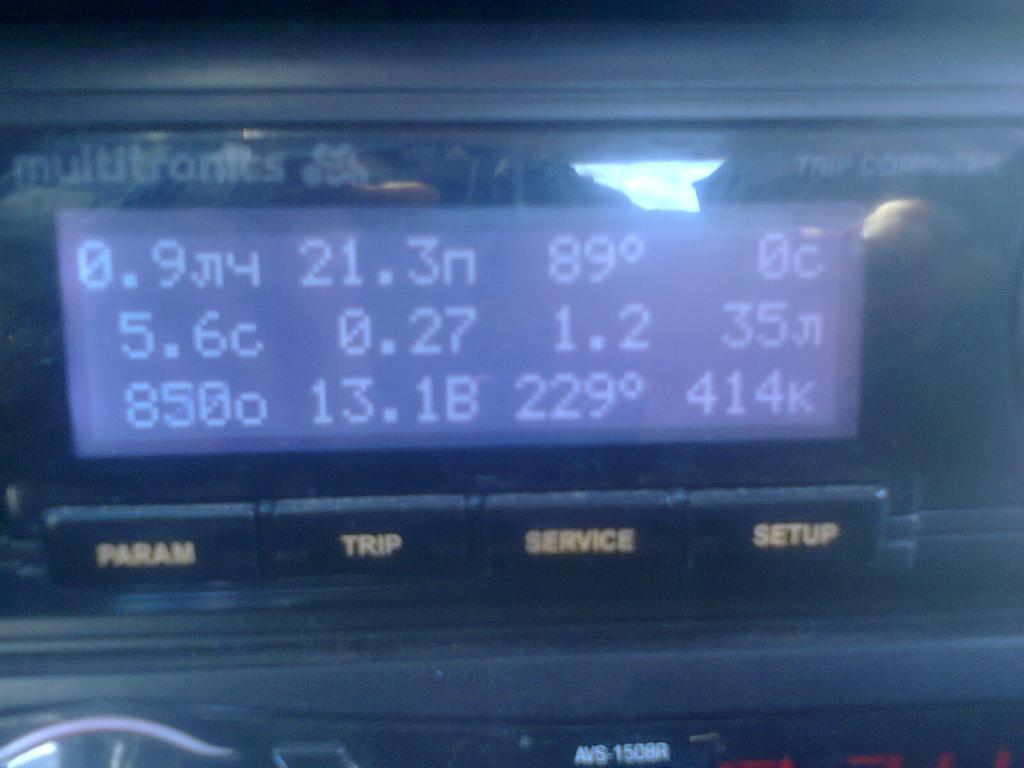 multitronics
TRIP COMPUTER
0.9лч 21.3п 89° 0с
5.6с 0.27 1.2 35л
850о 13.1В 229° 414к
PARAM TRIP SERVICE SETUP
AVS-1508R